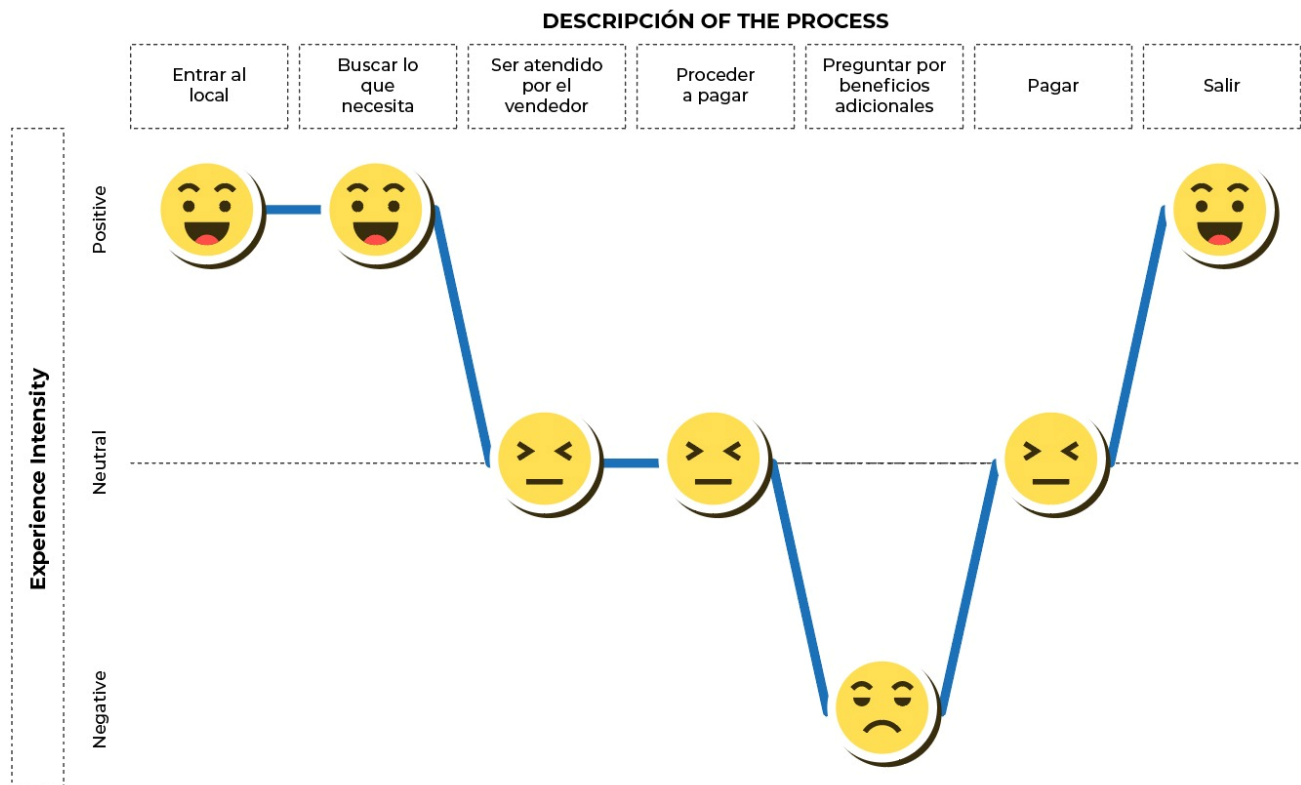 DESCRIPCIÓN OF THE PROCESS
Entrar al
local
Buscar lo
que
necesita
Ser atendido
por el
vendedor
Proceder
a pagar
Preguntar por
beneficios
adicionales
Pagar
Salir
Experience Intensity
Positive
Neutral
Negative